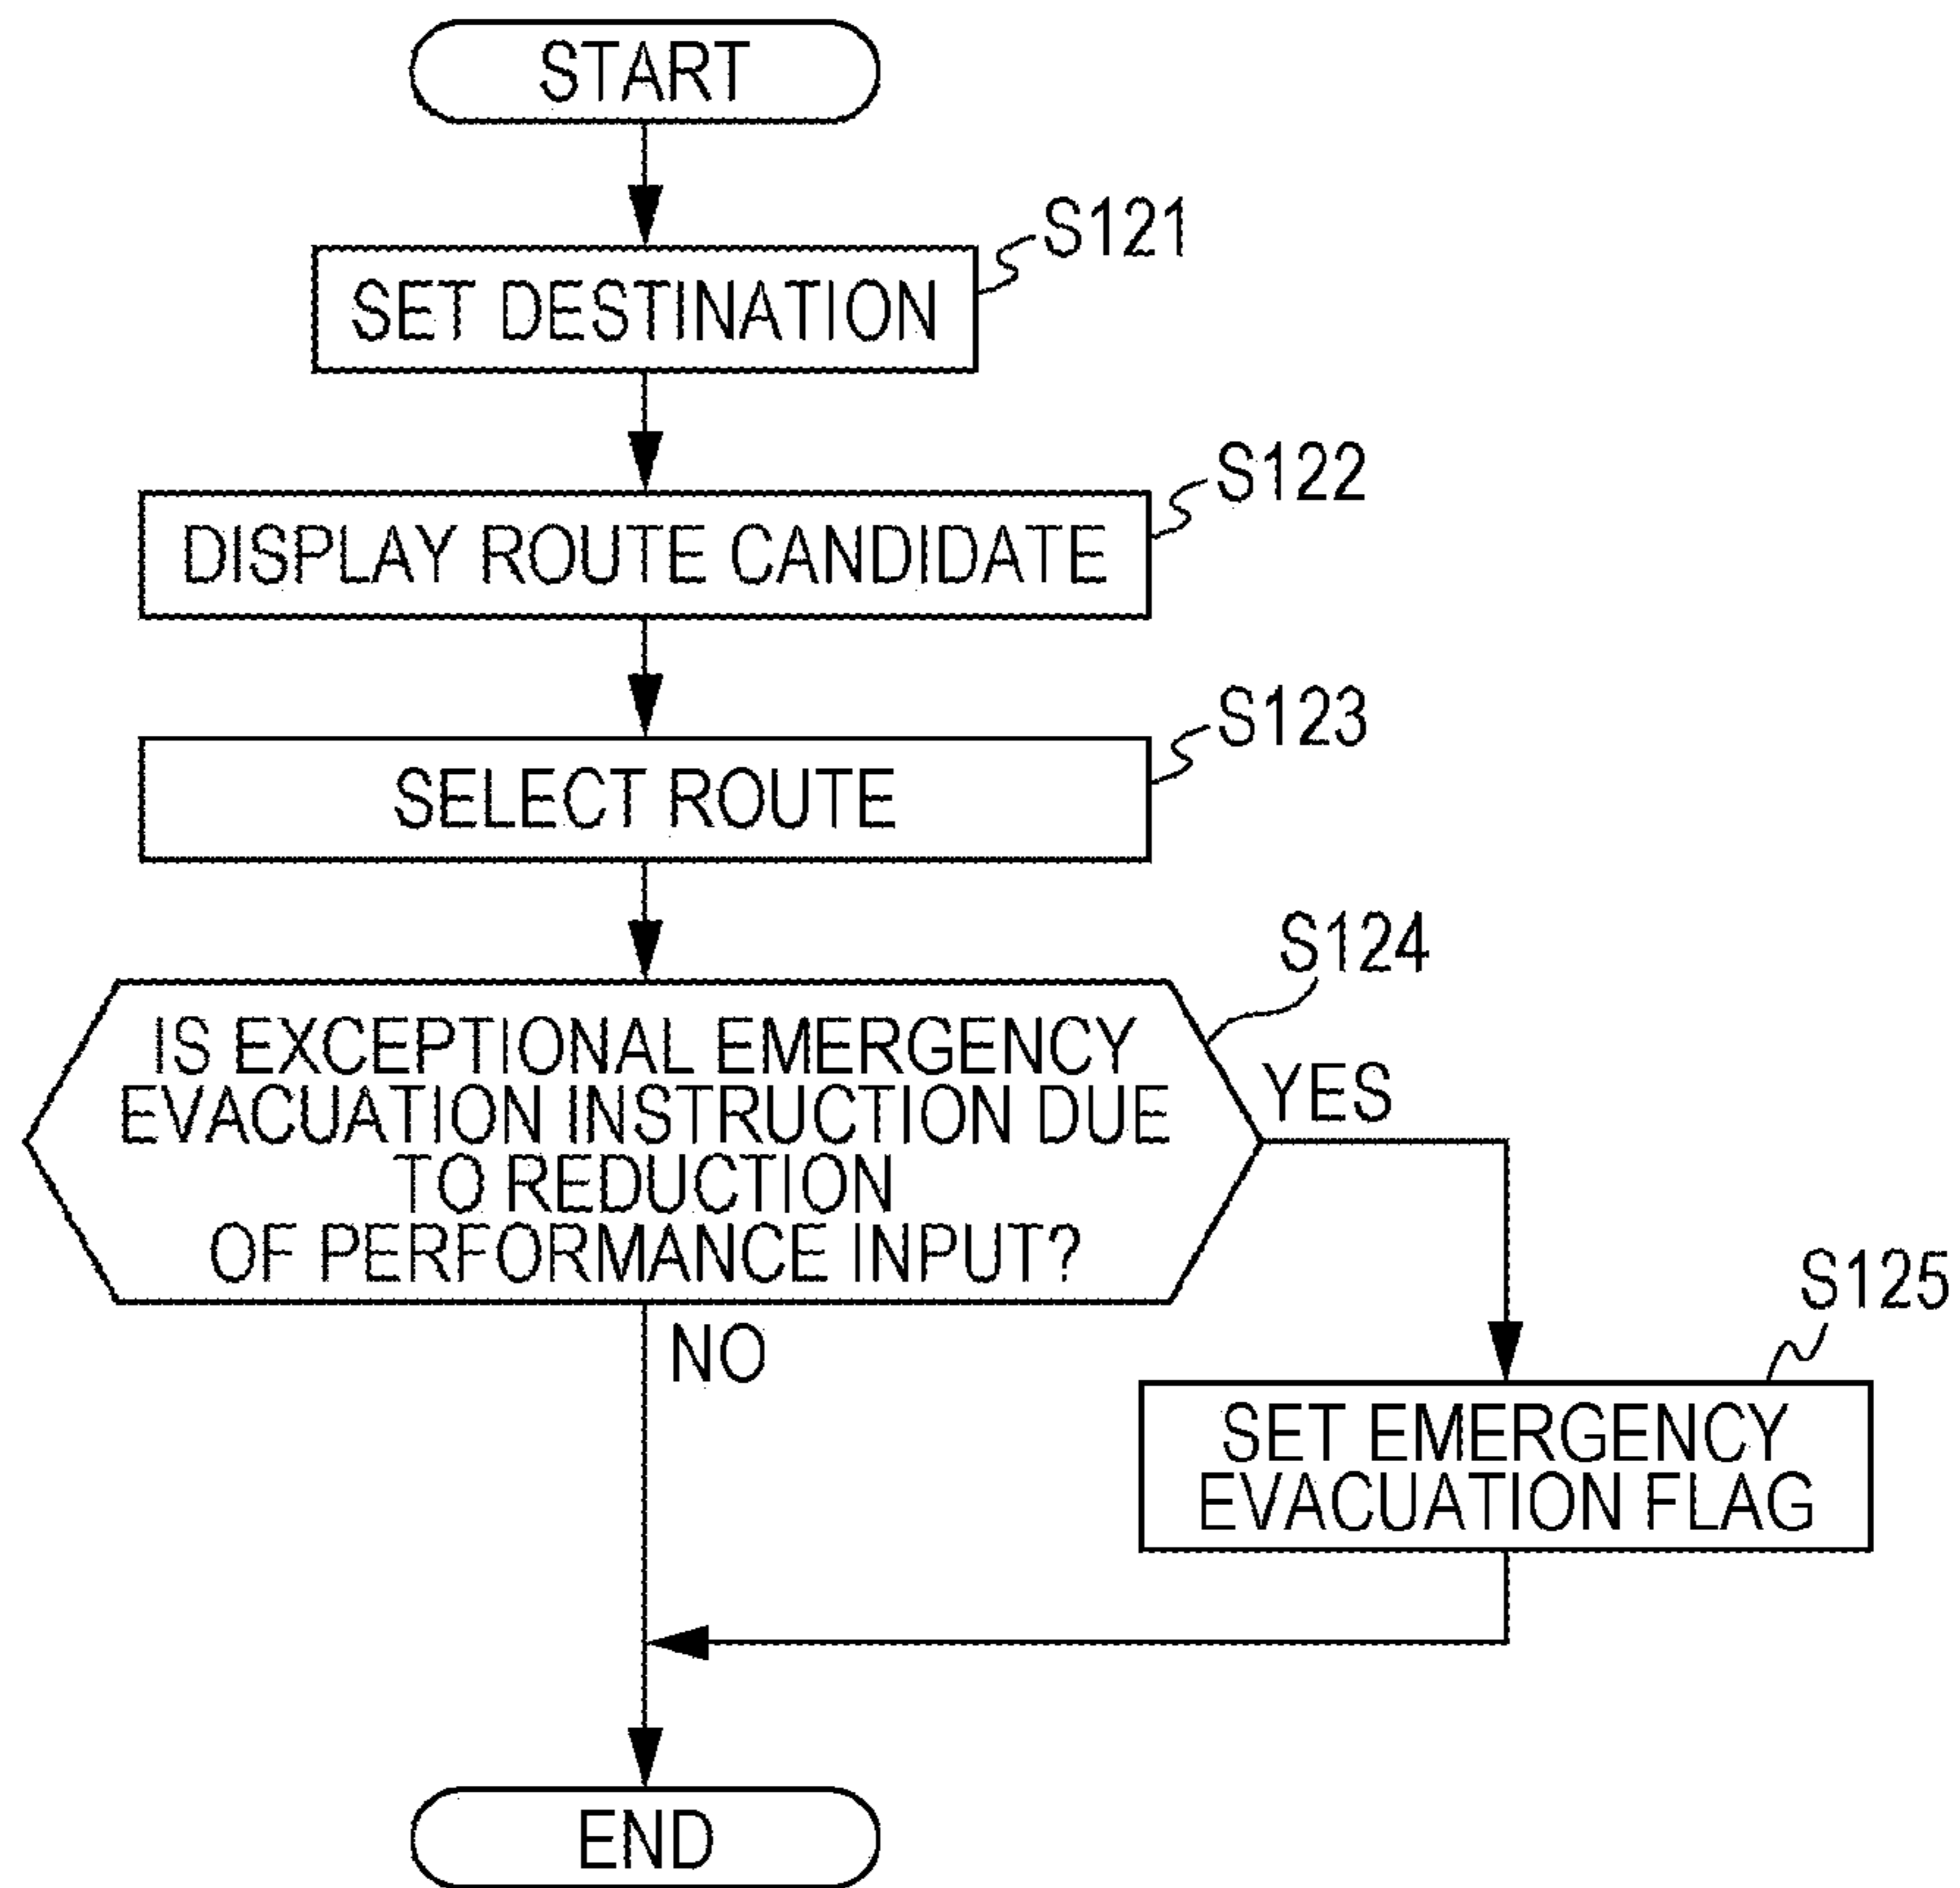 START
S121
SET DESTINATION
S122
DISPLAY ROUTE CANDIDATE
S123
SELECT ROUTE
S124
IS EXCEPTIONAL EMERGENCY
EVACUATION INSTRUCTION DUE
TO REDUCTION
OF PERFORMANCE INPUT?
YES
NO
S125
SET EMERGENCY
EVACUATION FLAG
END